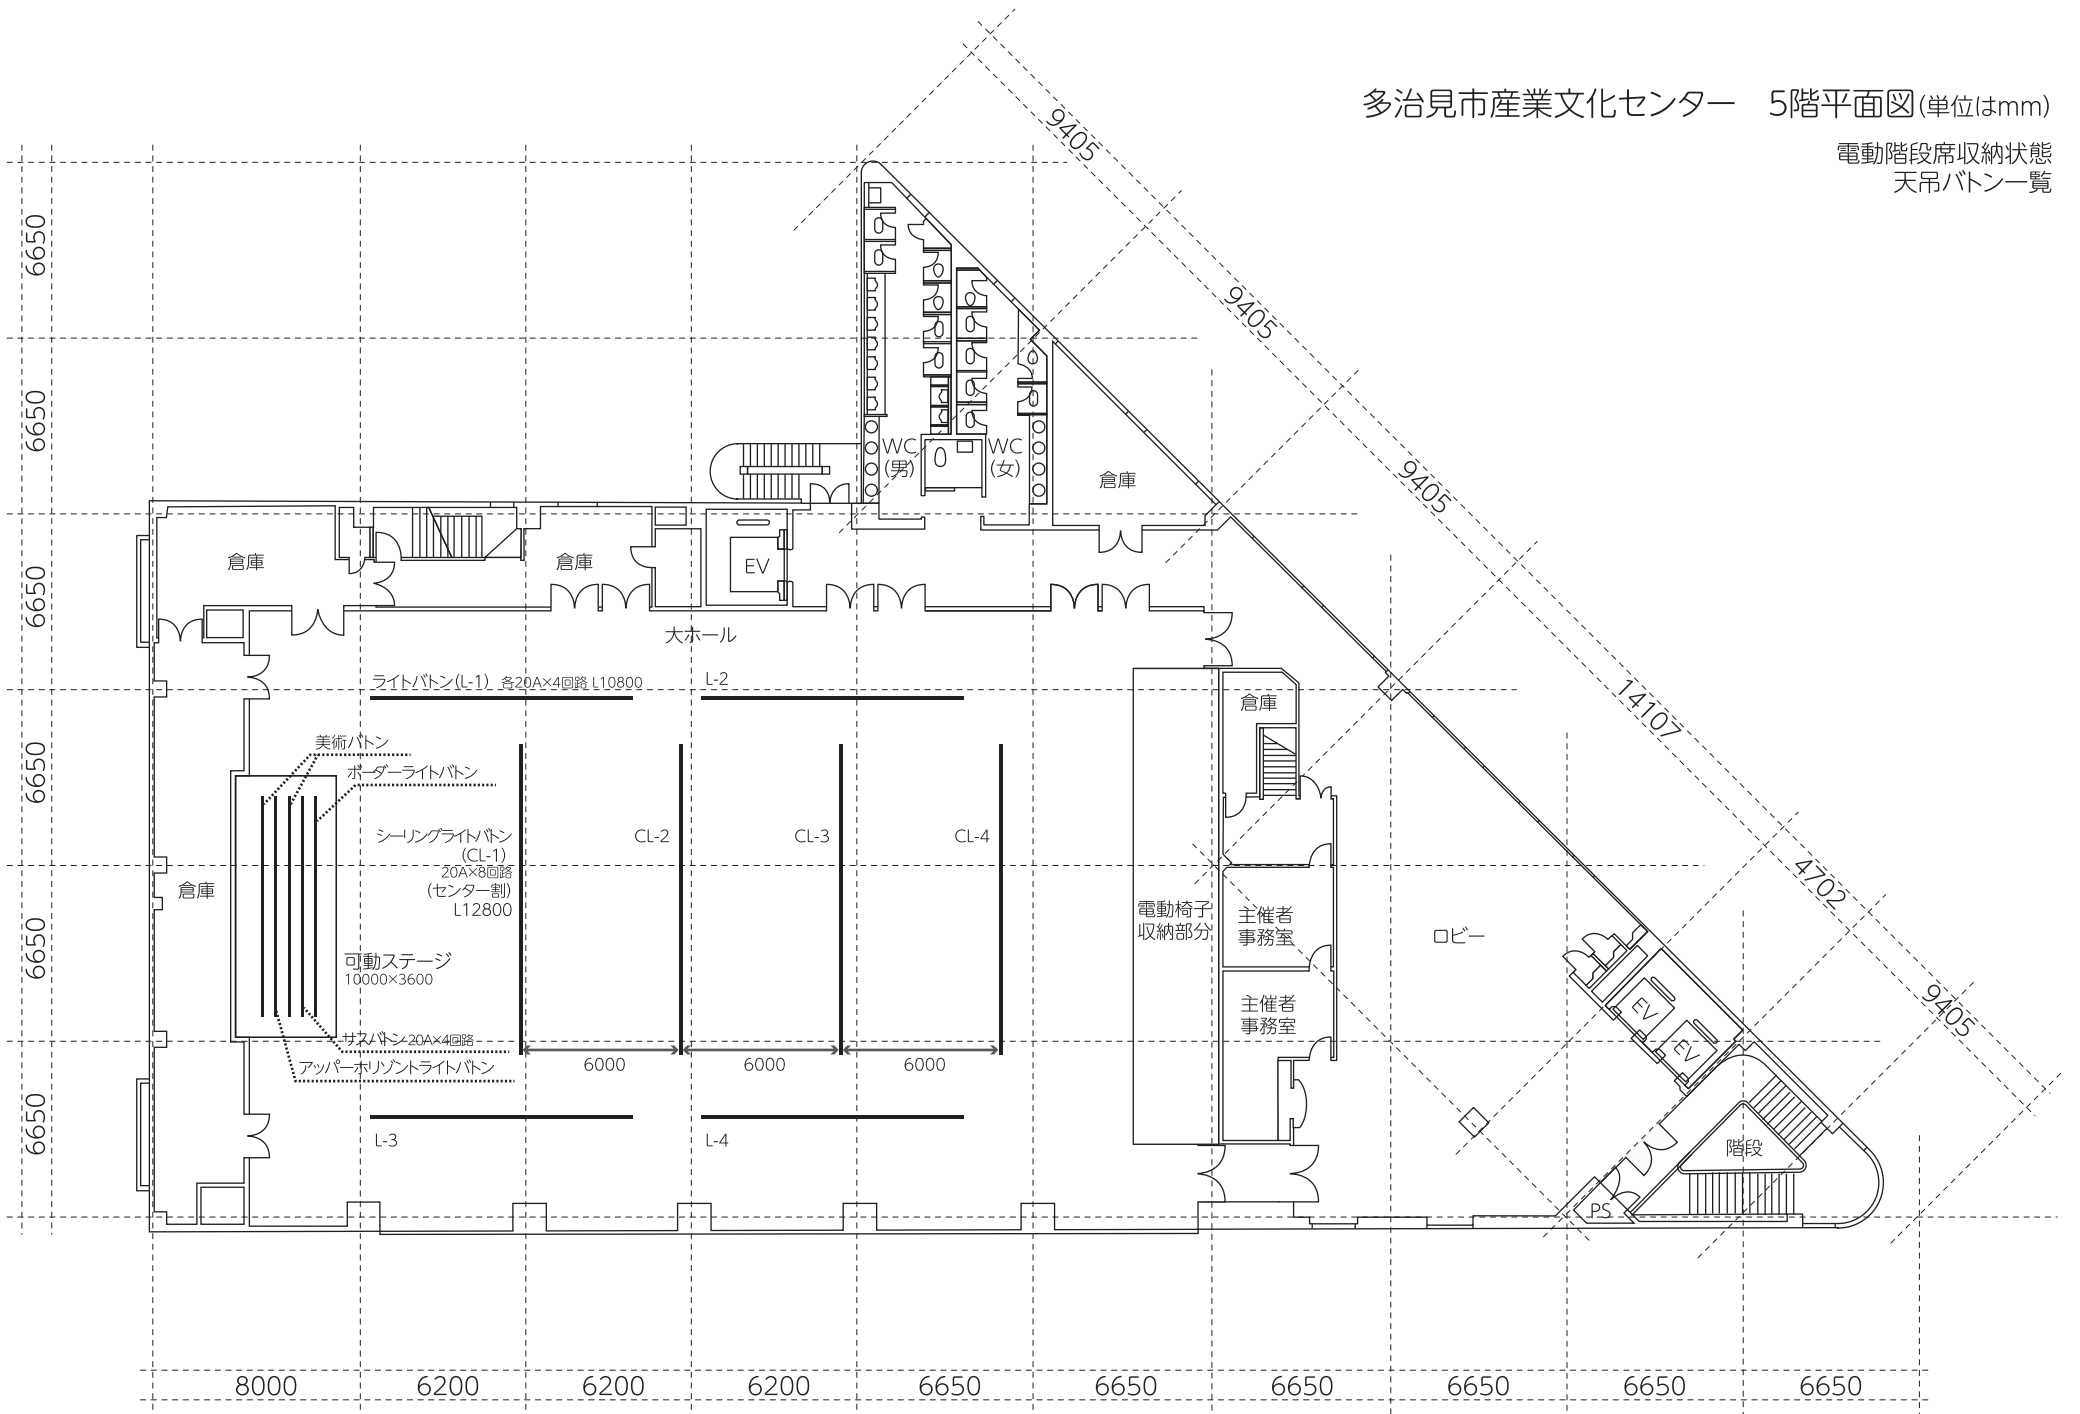 多治見市産業文化センター　5階平面図(単位はmm)
電動階段席収納状態
天吊バトン一覧
9405
9405
9405
14107
4702
9405
6650
6650
6650
6650
6650
6650
WC
(男)
WC
(女)
倉庫
倉庫
倉庫
EV
大ホール
ライトバトン(L-1) 各20A×4回路 L10800
L-2
倉庫
美術バトン
ボーダーライトバトン
シーリングライトバトン
(CL-1)
20A×8回路
(センター割)
L12800
CL-2
CL-3
CL-4
倉庫
電動椅子
収納部分
主催者
事務室
ロビー
可動ステージ
10000×3600
主催者
事務室
EV
EV
サスバトン 20A×4回路
アッパーホリゾントライトバトン
6000
6000
6000
L-3
L-4
階段
PS
8000
6200
6200
6200
6650
6650
6650
6650
6650
6650